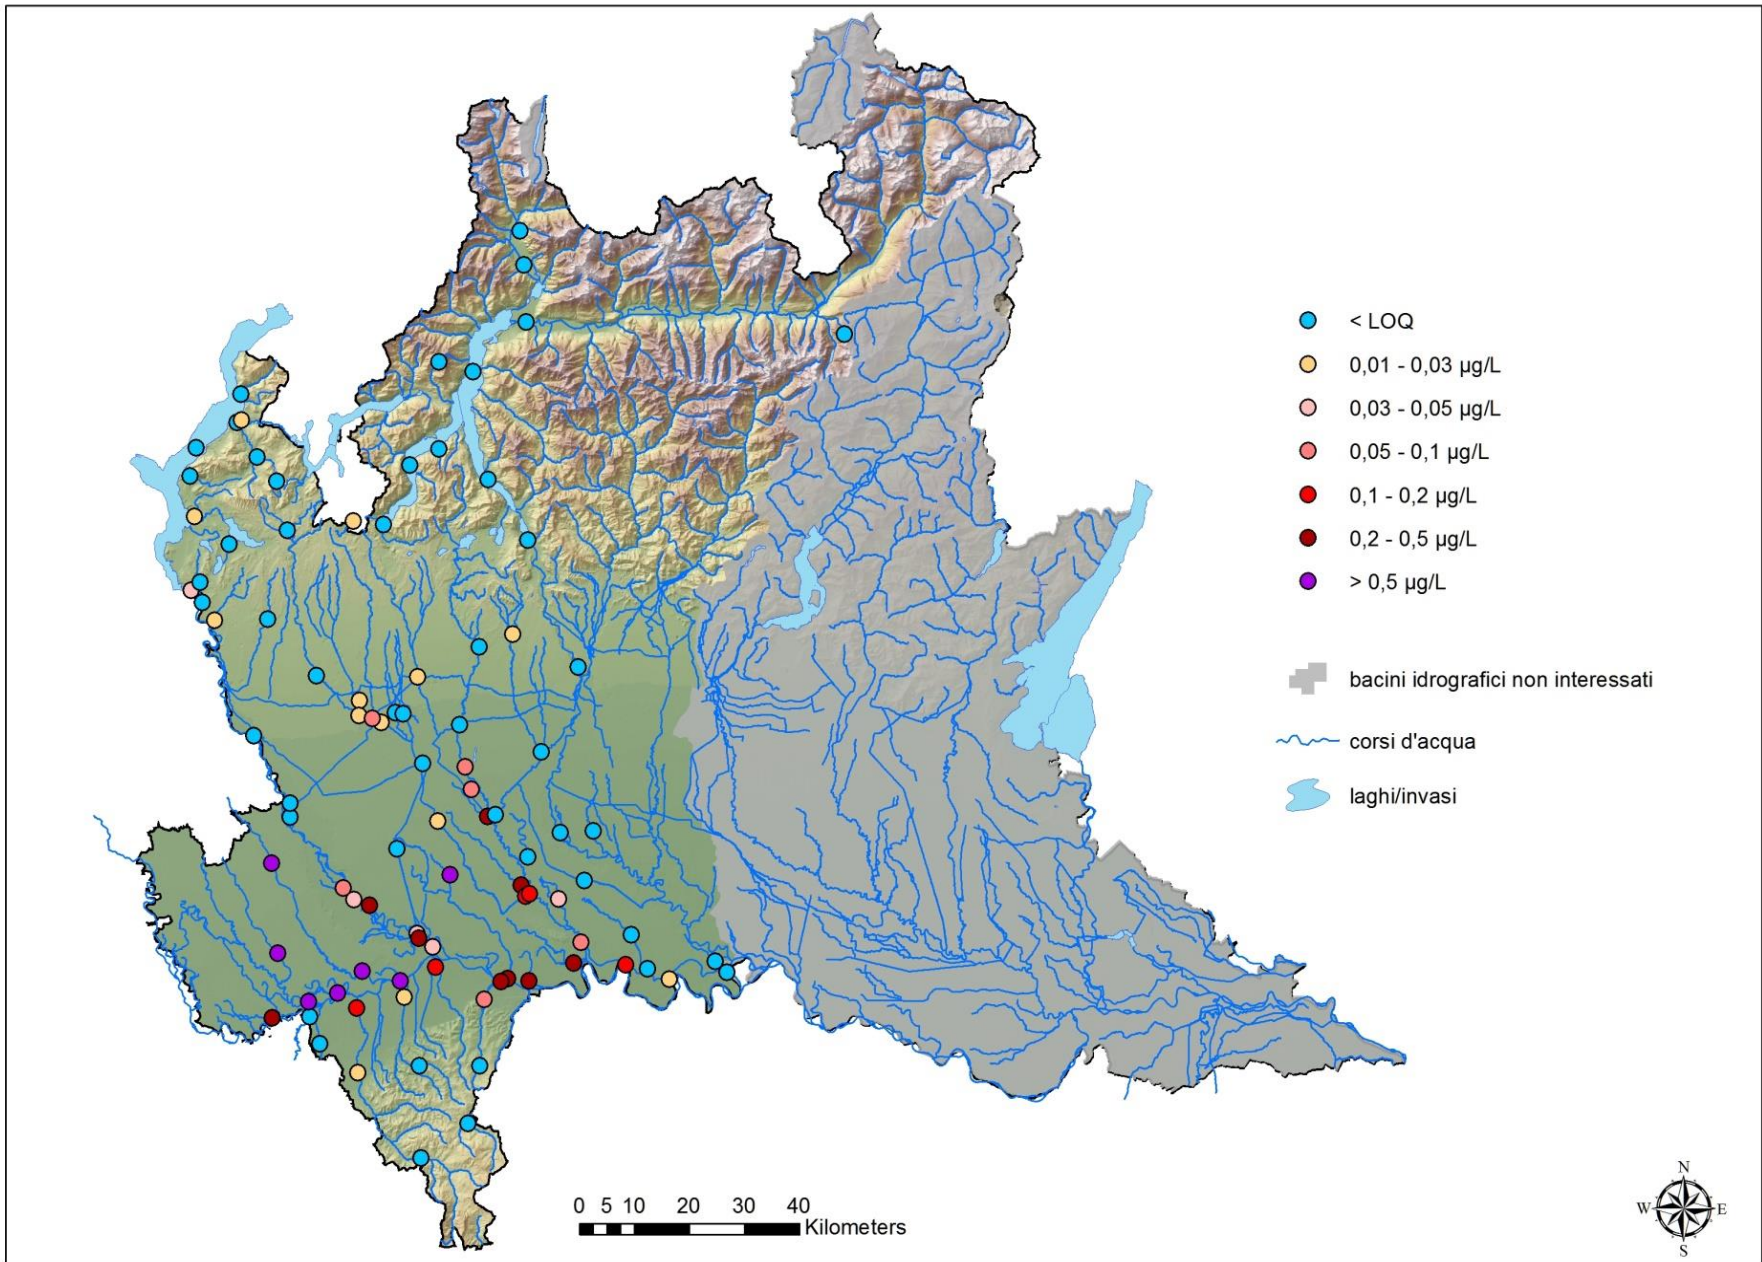 < LOQ
0,01 - 0,03 µg/L
0,03 - 0,05 µg/L
0,05 - 0,1 µg/L
0,1 - 0,2 µg/L
0,2 - 0,5 µg/L
> 0,5 µg/L
bacini idrografici non interessati
corsi d'acqua
laghi/invasi
0 5 10 20 30 40
Kilometers
N
W E
S